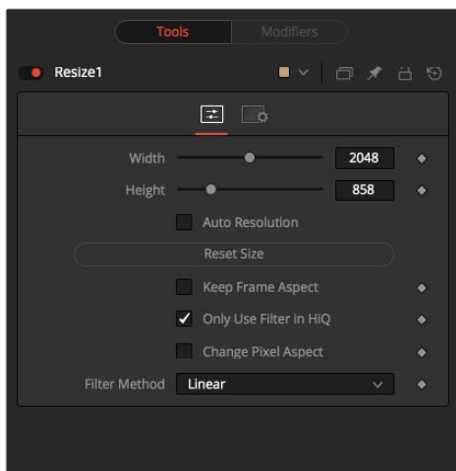 Tools Modifiers
Resize1
Width 2048
Height 858
Auto Resolution
Reset Size
Keep Frame Aspect
Only Use Filter in HiQ
Change Pixel Aspect
Filter Method Linear